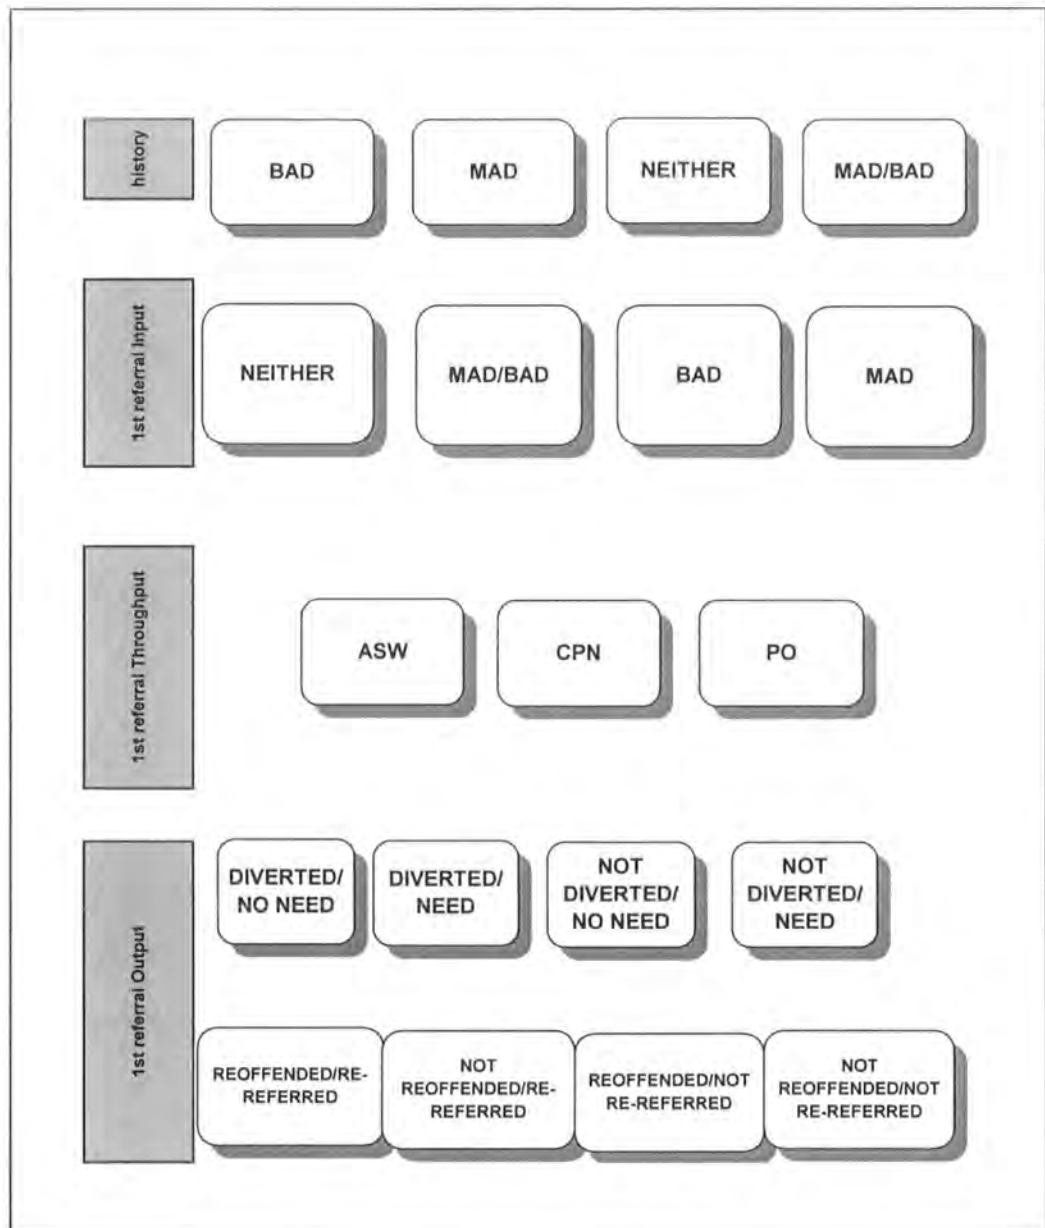 history
BAD
MAD
NEITHER
MAD/BAD
1st referral Input
NEITHER
MAD/BAD
BAD
MAD
1st referral Throughput
ASW
CPN
PO
1st referral Output
DIVERTED/
NO NEED
DIVERTED/
NEED
NOT
DIVERTED/
NO NEED
NOT
DIVERTED/
NEED
REOFFENDED/RE-
REFERRED
NOT
REOFFENDED/RE-
REFERRED
REOFFENDED/NOT
RE-REFERRED
NOT
REOFFENDED/NOT
RE-REFERRED